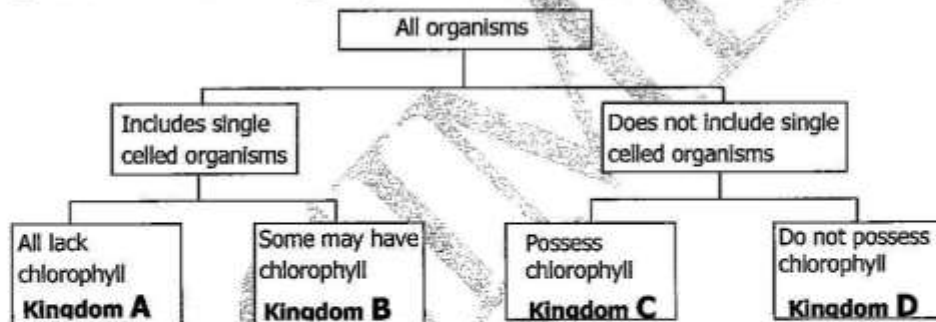 All organisms
Includes single
celled organisms
Does not include single
celled organisms
All lack
chlorophyll
Kingdom A
Some may have
chlorophyll
Kingdom B
Possess
chlorophyll
Kingdom C
Do not possess
chlorophyll
Kingdom D